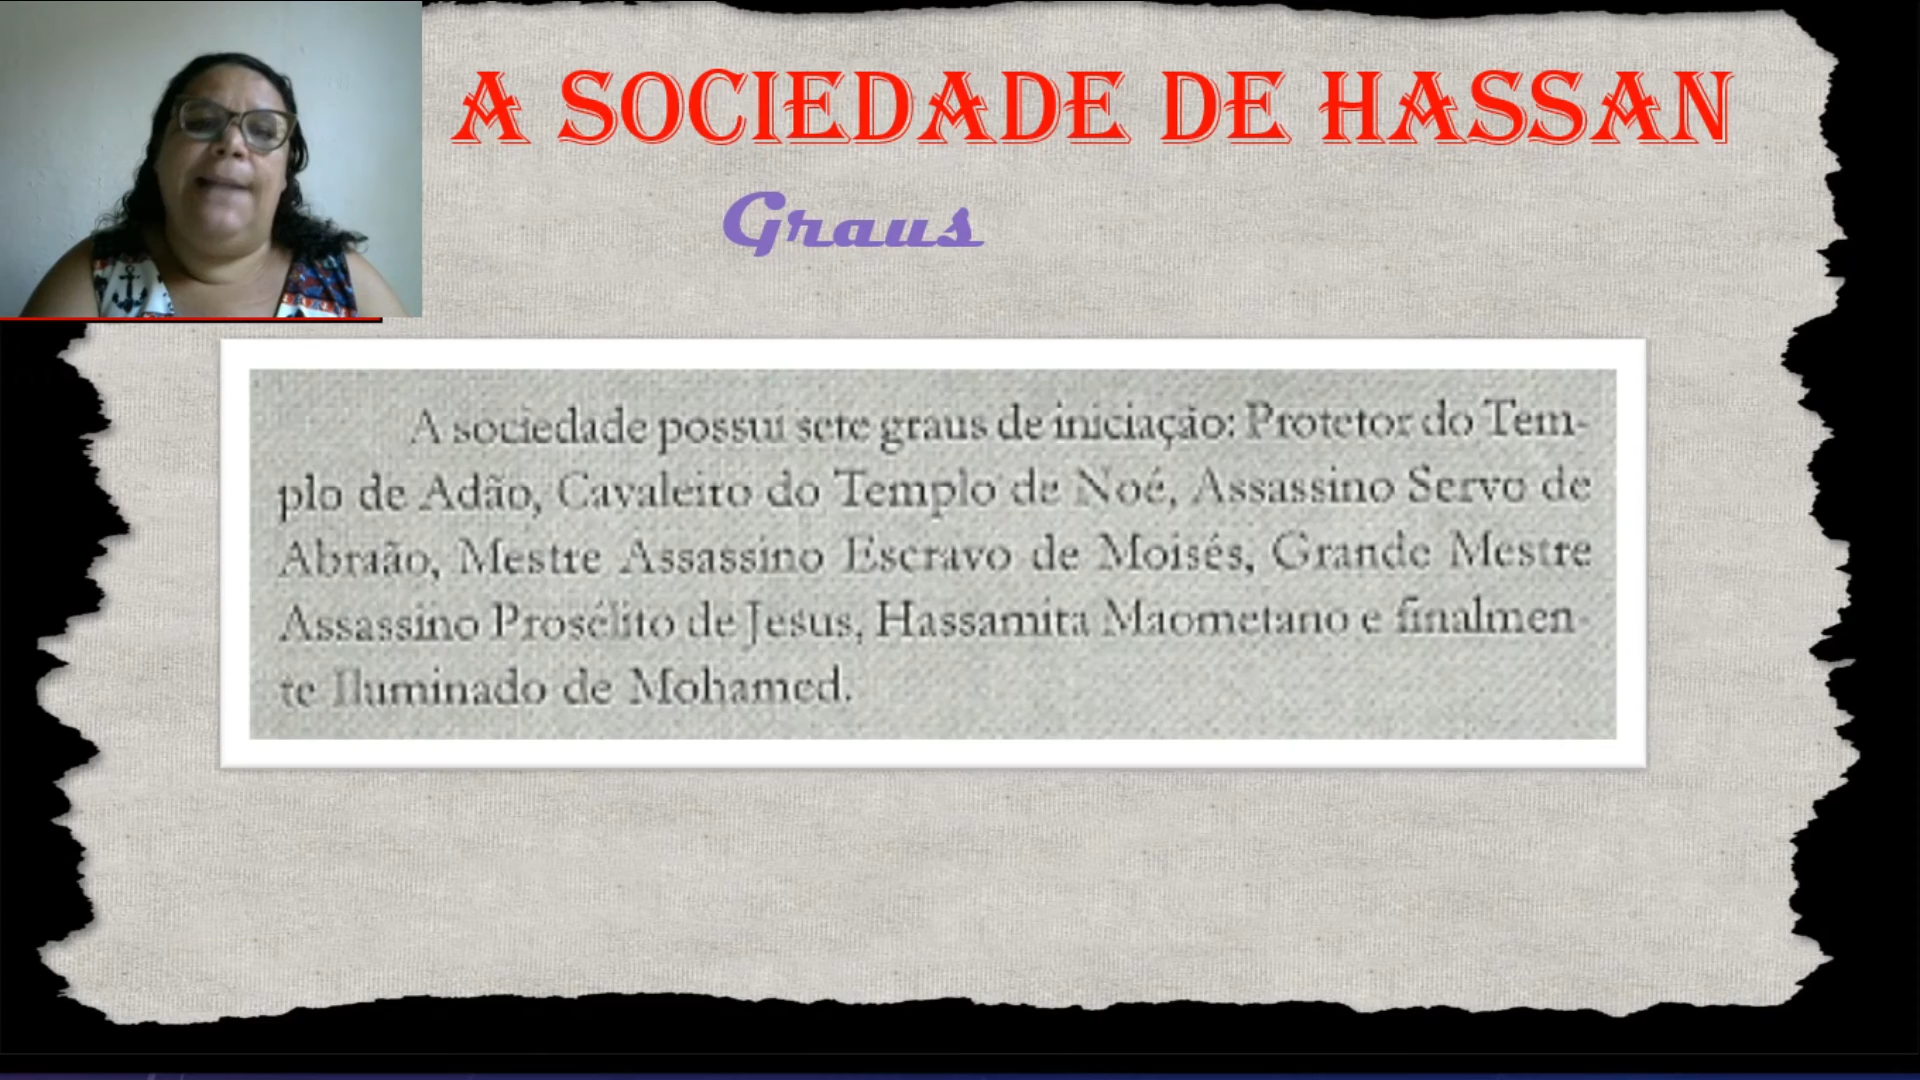 A SOCIEDADE DE HASSAN
Graus
A sociedade possui sete graus de iniciação: Protetor do Tem-
plo de Adão, Cavaleiro do Templo de Noé, Assassino Servo de
Abraão, Mestre Assassino Escravo de Moisés, Grande Mestre
Assassino Prosélito de Jesus, Hassamita Maometano e finalmen-
te Iluminado de Mohamed.